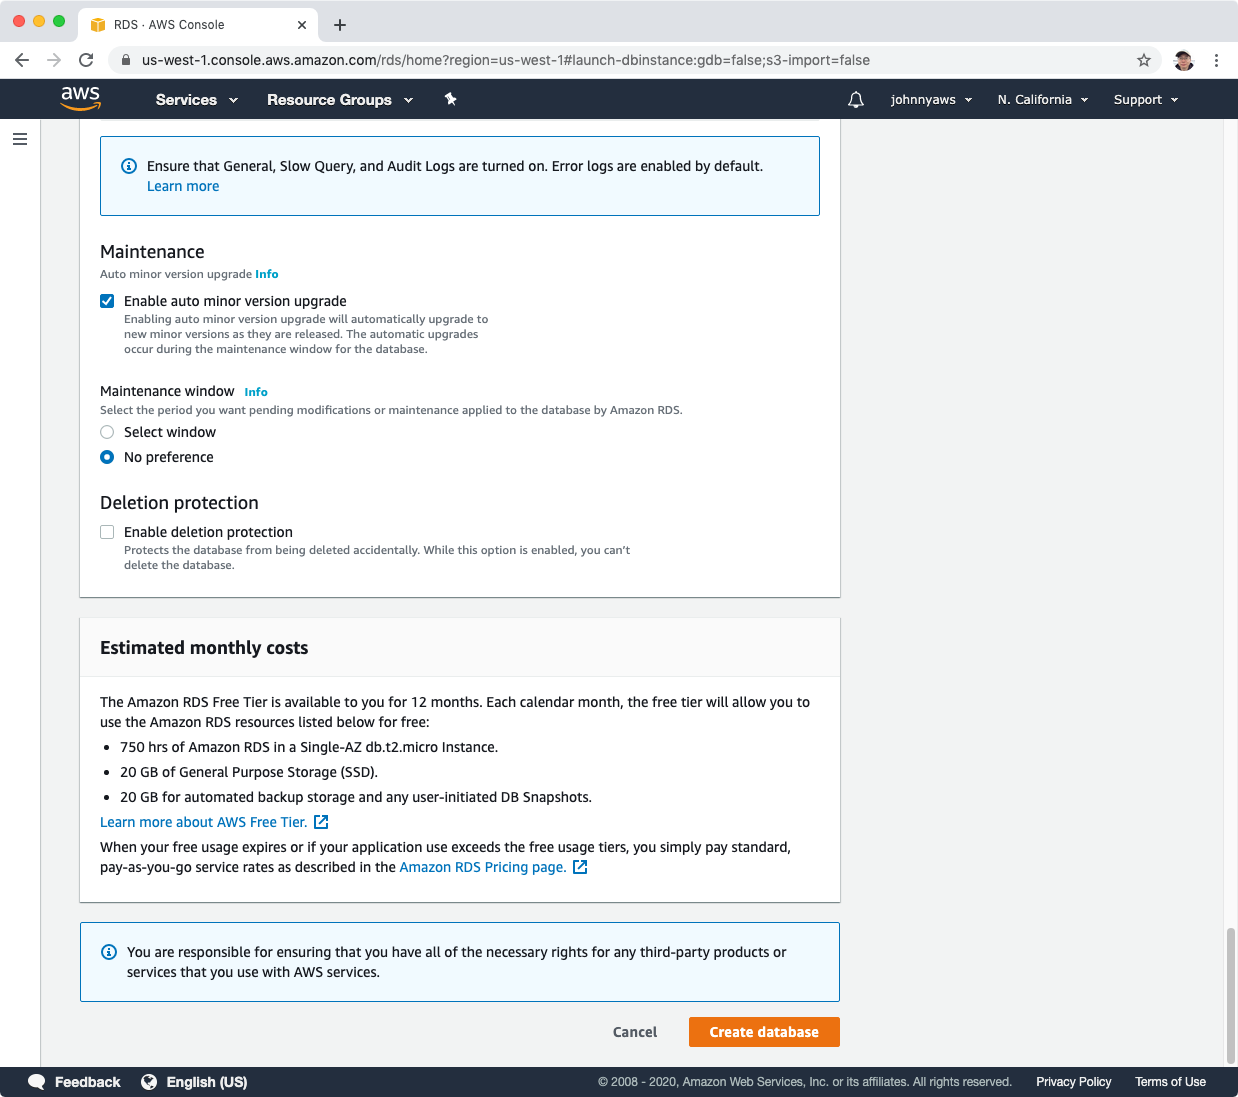 RDS · AWS Console
us-west-1.console.aws.amazon.com/rds/home?region=us-west-1#launch-dbinstance:gdb=false;s3-import=false
aws Services Resource Groups johnnyaws N. California Support
Ensure that General, Slow Query, and Audit Logs are turned on. Error logs are enabled by default.
Learn more
Maintenance
Auto minor version upgrade Info
Enable auto minor version upgrade
Enabling auto minor version upgrade will automatically upgrade to
new minor versions as they are released. The automatic upgrades
occur during the maintenance window for the database.
Maintenance window Info
Select the period you want pending modifications or maintenance applied to the database by Amazon RDS.
Select window
No preference
Deletion protection
Enable deletion protection
Protects the database from being deleted accidentally. While this option is enabled, you can't
delete the database.
Estimated monthly costs
The Amazon RDS Free Tier is available to you for 12 months. Each calendar month, the free tier will allow you to
use the Amazon RDS resources listed below for free:
• 750 hrs of Amazon RDS in a Single-AZ db.t2.micro Instance.
• 20 GB of General Purpose Storage (SSD).
• 20 GB for automated backup storage and any user-initiated DB Snapshots.
Learn more about AWS Free Tier.
When your free usage expires or if your application use exceeds the free usage tiers, you simply pay standard,
pay-as-you-go service rates as described in the Amazon RDS Pricing page.
You are responsible for ensuring that you have all of the necessary rights for any third-party products or
services that you use with AWS services.
Cancel Create database
Feedback English (US) © 2008 - 2020, Amazon Web Services, Inc. or its affiliates. All rights reserved. Privacy Policy Terms of Use